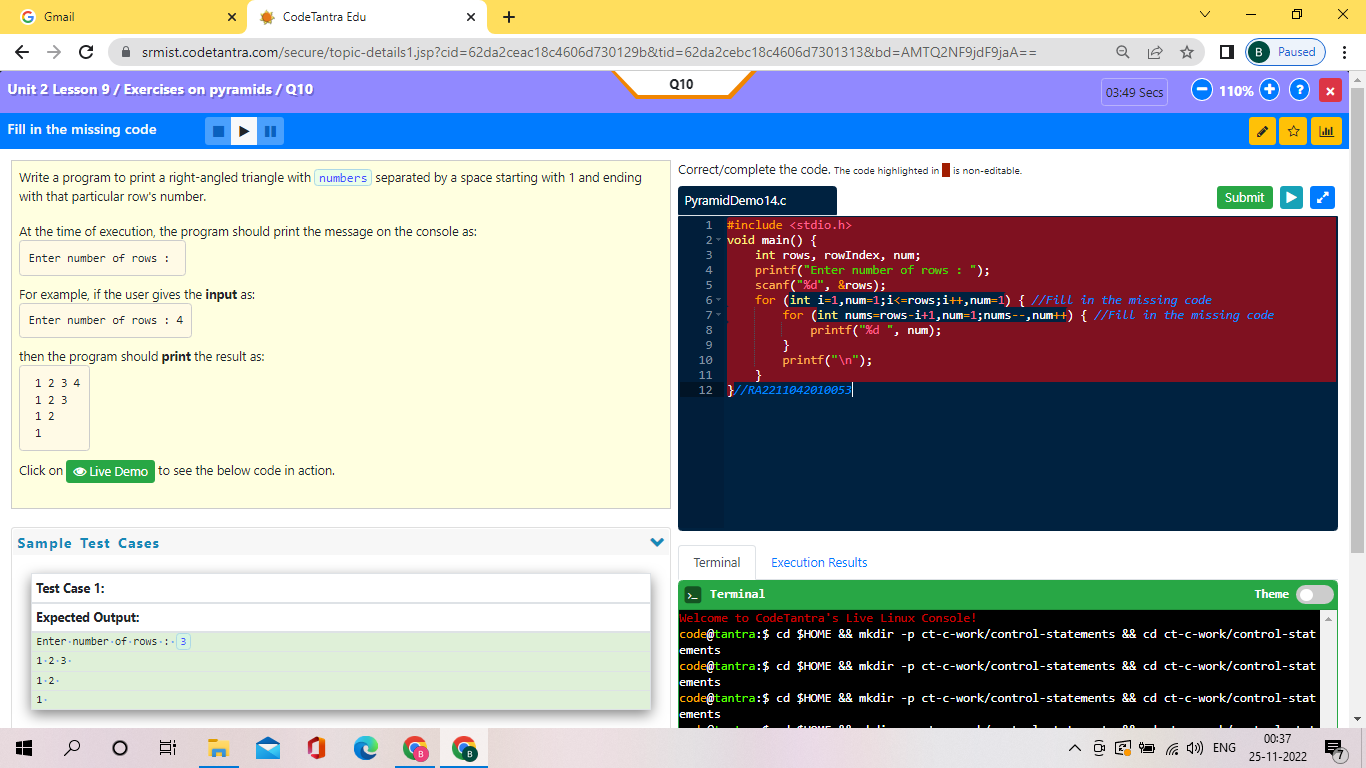 Gmail
CodeTantra Edu
srmist.codetantra.com/secure/topic-details1.jsp?cid=62da2ceac18c4606d730129b&tid=62da2cebc18c4606d7301313&bd=AMTQ2NF9jdF9jaA==
B Paused
Unit 2 Lesson 9 / Exercises on pyramids / Q10
Q10
03:49 Secs
110%
Fill in the missing code
Write a program to print a right-angled triangle with numbers separated by a space starting with 1 and ending
with that particular row's number.
At the time of execution, the program should print the message on the console as:
Enter number of rows :
For example, if the user gives the input as:
Enter number of rows : 4
then the program should print the result as:
1 2 3 4
1 2 3
1 2
1
Click on Live Demo to see the below code in action.
Sample Test Cases
Test Case 1:
Expected Output:
Enter·number·of·rows·:· 3
1·2·3·
1·2·
1·
Correct/complete the code. The code highlighted in is non-editable.
PyramidDemo14.c
Submit
1 #include <stdio.h>
2 void main() {
3 int rows, rowIndex, num;
4 printf("Enter number of rows : ");
5 scanf("%d", &rows);
6 for (int i=1,num=1;i<=rows;i++,num=1) { //Fill in the missing code
7 for (int nums=rows-i+1,num=1;nums--,num++) { //Fill in the missing code
8 printf("%d ", num);
9 }
10 printf("\n");
11 }
12 }//RA2211042010053
Terminal
Execution Results
Terminal
Theme
Welcome to CodeTantra's Live Linux Console!
code@tantra:$ cd $HOME && mkdir -p ct-c-work/control-statements && cd ct-c-work/control-stat
ements
code@tantra:$ cd $HOME && mkdir -p ct-c-work/control-statements && cd ct-c-work/control-stat
ements
code@tantra:$ cd $HOME && mkdir -p ct-c-work/control-statements && cd ct-c-work/control-stat
ements
ENG
00:37
25-11-2022
7